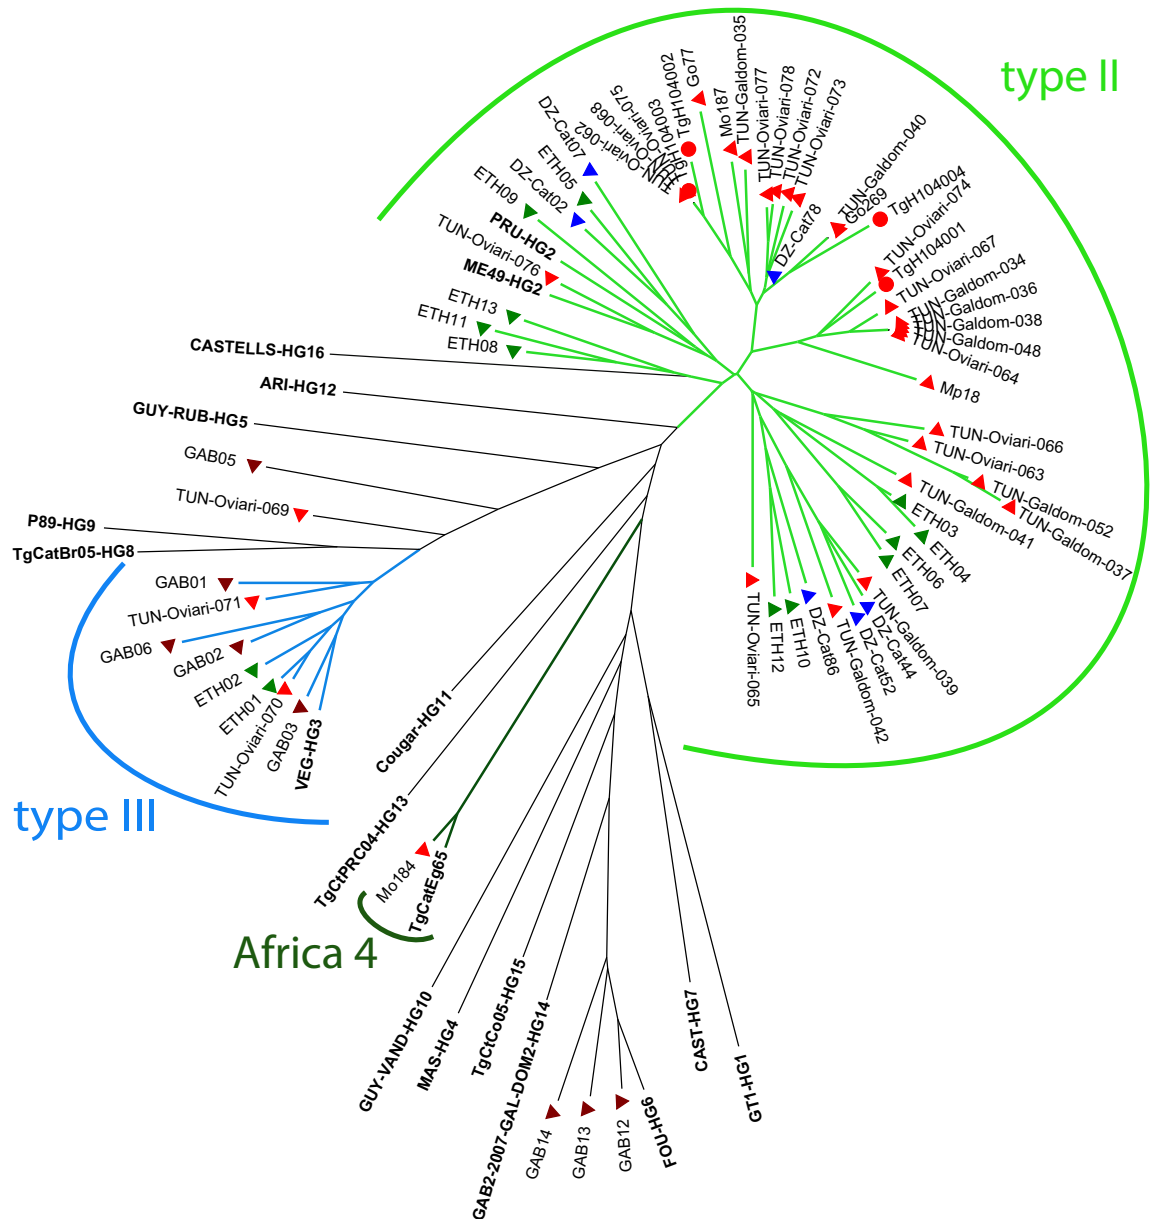 type II
TUN-Galdom-035
Go77
TgH104002
Mo187
TUN-Oviari-077
TUN-Oviari-078
TUN-Oviari-072
TUN-Oviari-073
TgH104003
Oviari-075
Oviari-068
TUN-Oviari-062
DZ-Cat07
ETH05
DZ-Cat02
ETH09
PRU-HG2
TUN-Oviari-076
ME49-HG2
ETH13
ETH11
ETH08
DZ-Cat78
TUN-Galdom-040
Go269
TgH104004
TUN-Oviari-074
TgH104001
TUN-Oviari-067
TUN-Galdom-034
TUN-Galdom-036
TUN-Galdom-038
TUN-Galdom-048
TUN-Oviari-064
Mp18
TUN-Oviari-066
TUN-Oviari-063
TUN-Galdom-052
TUN-Galdom-037
TUN-Galdom-041
ETH03
ETH04
ETH06
ETH07
TUN-Galdom-039
DZ-Cat44
DZ-Cat52
TUN-Galdom-042
DZ-Cat86
ETH10
ETH12
TUN-Oviari-065
CASTELLS-HG16
ARI-HG12
GUY-RUB-HG5
GAB05
TUN-Oviari-069
P89-HG9
TgCatBr05-HG8
GAB01
TUN-Oviari-071
GAB06
GAB02
ETH02
ETH01
TUN-Oviari-070
GAB03
VEG-HG3
type III
Cougar-HG11
TgCtPRC04-HG13
Mo184
TgCatEg65
Africa 4
GUY-VAND-HG10
MAS-HG4
TgCtCo05-HG15
GAB2-2007-GAL-DOM2-HG14
GAB14
GAB13
GAB12
FOU-HG6
CAST-HG7
GT1-HG1